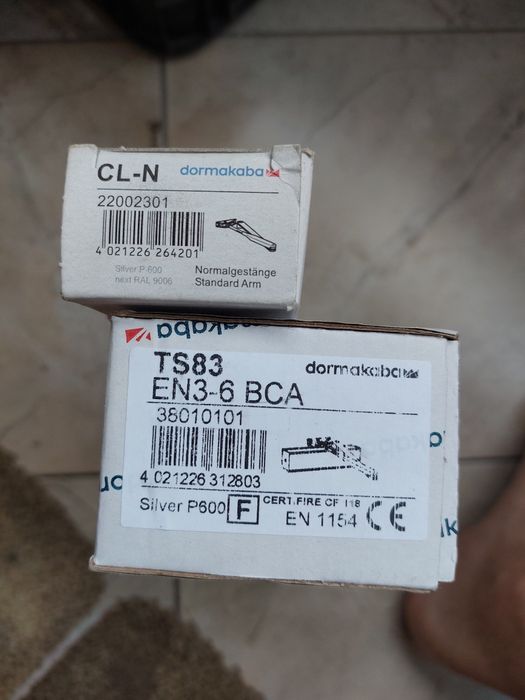 CL-N dormakaba
22002301
4 021226 264201
Silver P-600
next RAL 9006
Normalgestänge
Standard Arm
kaba
TS83 dormakaba
EN3-6 BCA
38010101
4 021226 312803
Silver P600 F CERT.FIRE CF 118
EN 1154 CE